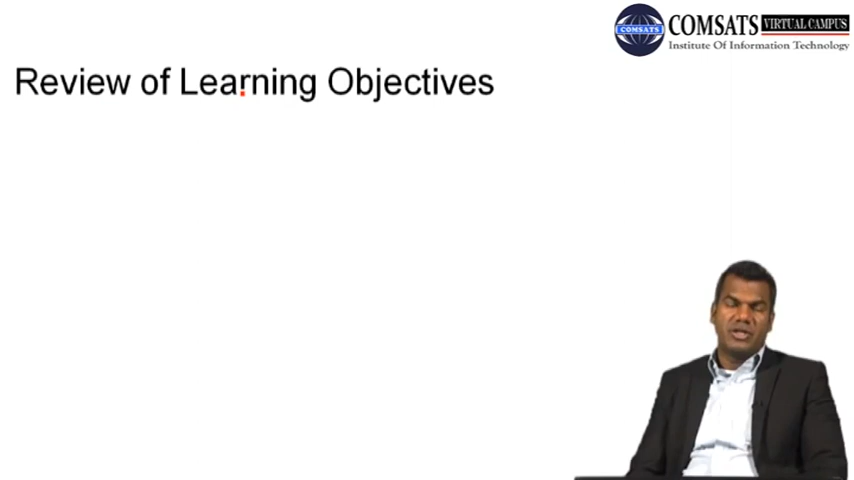 COMSATS VIRTUAL CAMPUS
COMSATS
Institute Of Information Technology
Review of Learning Objectives